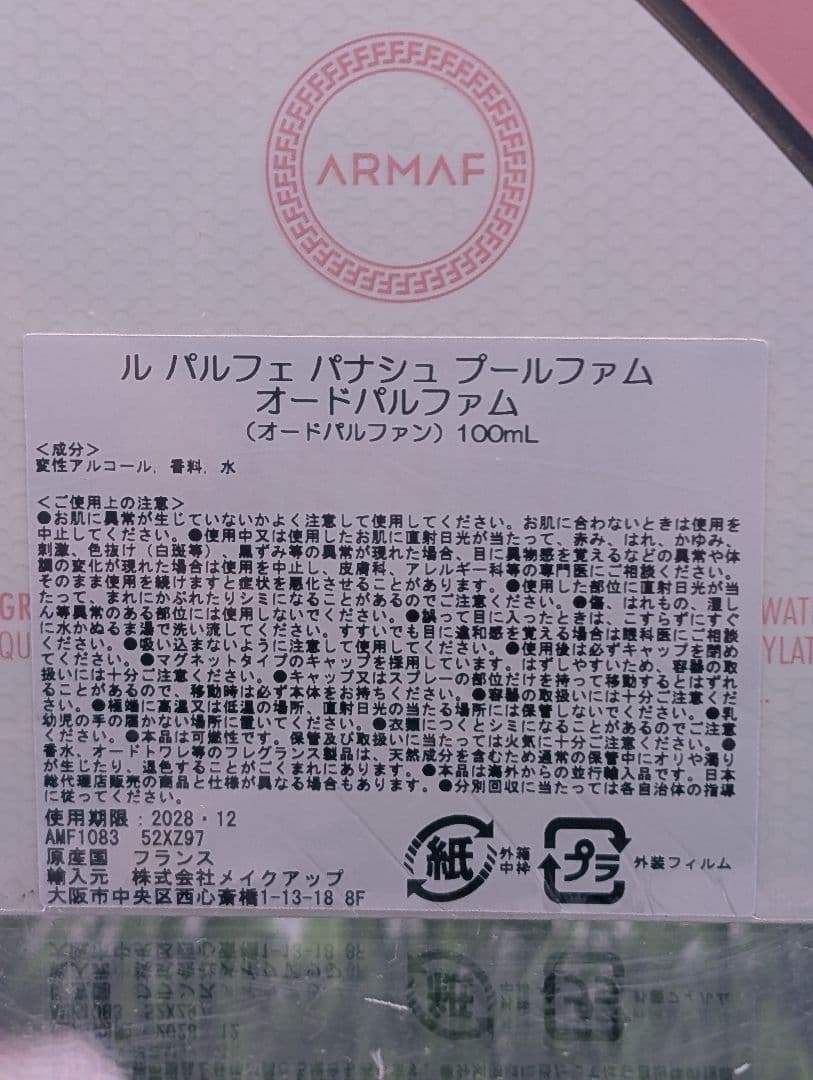 ARMAF
ル パルフェ パナシュ プールファム
オードパルファム
（オードパルファン）100mL
＜成分＞
変性アルコール，香料，水
＜ご使用上の注意＞
●お肌に異常が生じていないかよく注意して使用してください。お肌に合わないときは使用を
中止してください。●使用中又は使用したお肌に直射日光が当たって、赤み、はれ、かゆみ、
刺激、色抜け（白斑等）、黒ずみ等の異常が現れた場合、目に異物感を覚えるなどの異常や体
調の変化が現れた場合は使用を中止し、皮膚科、アレルギー科等の専門医にご相談ください。
そのまま使用を続けますと症状を悪化させることがあります。●使用した部位に直射日光が当
たって、まれにかぶれたりシミになることがあるのでご注意ください。●傷、はれもの、湿し
ん等異常のある部位には使用しないでください。●誤って目に入ったときは、こすらずにすぐ
に水かぬるま湯で洗い流してください。すすいでも目に違和感を覚える場合は眼科医にご相談
ください。●吸い込まないように注意して使用してください。●使用後は必ずキャップを閉め
てください。●マグネットタイプのキャップを採用しています。はずしやすいため、容器の取
扱いには十分ご注意ください。●キャップ又はスプレーの部位だけを持って移動するとはずれ
ることがあるので、移動時は必ず本体をお持ちください。●容器の取扱いには十分ご注意くだ
さい。●極端に高温又は低温の場所、直射日光の当たる場所には保管しないでください。●乳
幼児の手の届かない場所に置いてください。●衣類につくとシミになることがあるのでご注意
ください。●本品は可燃性です。保管及び取扱いに当たっては火気に十分ご注意ください。●
香水、オードトワレ等のフレグランス製品は、天然成分を含むため通常の保管中にオリや濁り
が生じたり、退色することがごくまれにあります。●本品は海外からの並行輸入品です。日本
総代理店販売の商品と仕様が異なる場合もあります。●分別回収に当たっては各自治体の指導
に従ってください。
使用期限：2028・12
AMF1083 52XZ97
原産国 フランス
輸入元 株式会社メイクアップ
大阪市中央区西心斎橋1-13-18 8F
紙 外箱 中枠
プラ 外装フィルム
GR
QU
WAT
YLAT